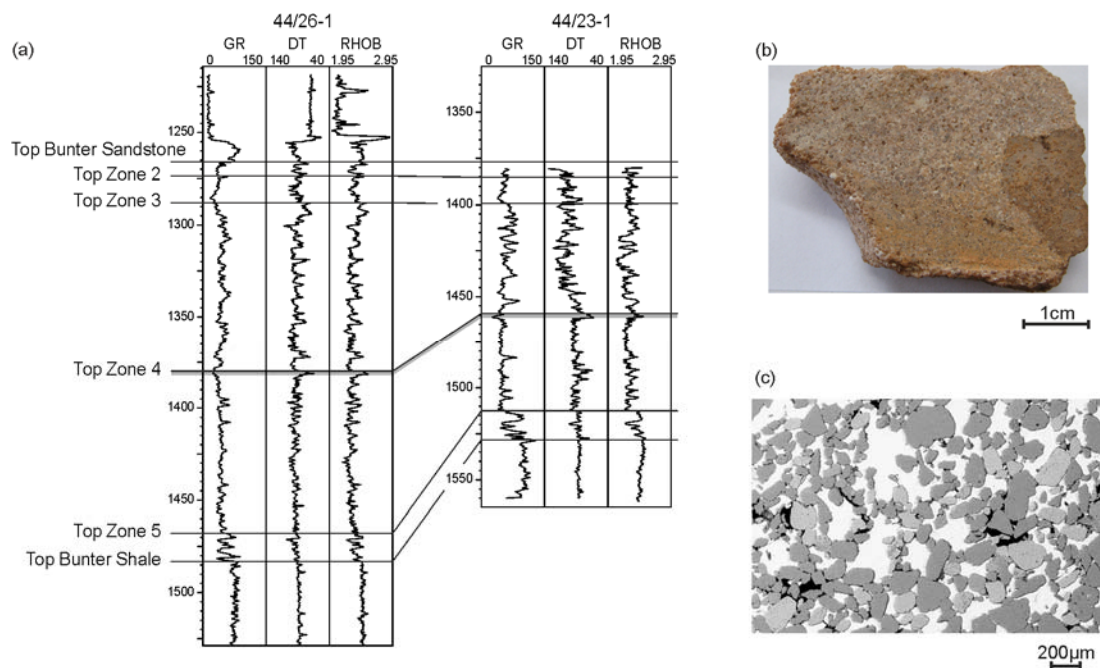 (a)
44/26-1
GR DT RHOB
0 150 140 40 1.95 2.95
1250
1300
1350
1400
1450
1500
Top Bunter Sandstone
Top Zone 2
Top Zone 3
Top Zone 4
Top Zone 5
Top Bunter Shale
44/23-1
GR DT RHOB
0 150 140 40 1.95 2.95
1350
1400
1450
1500
1550
(b)
1cm
(c)
200µm